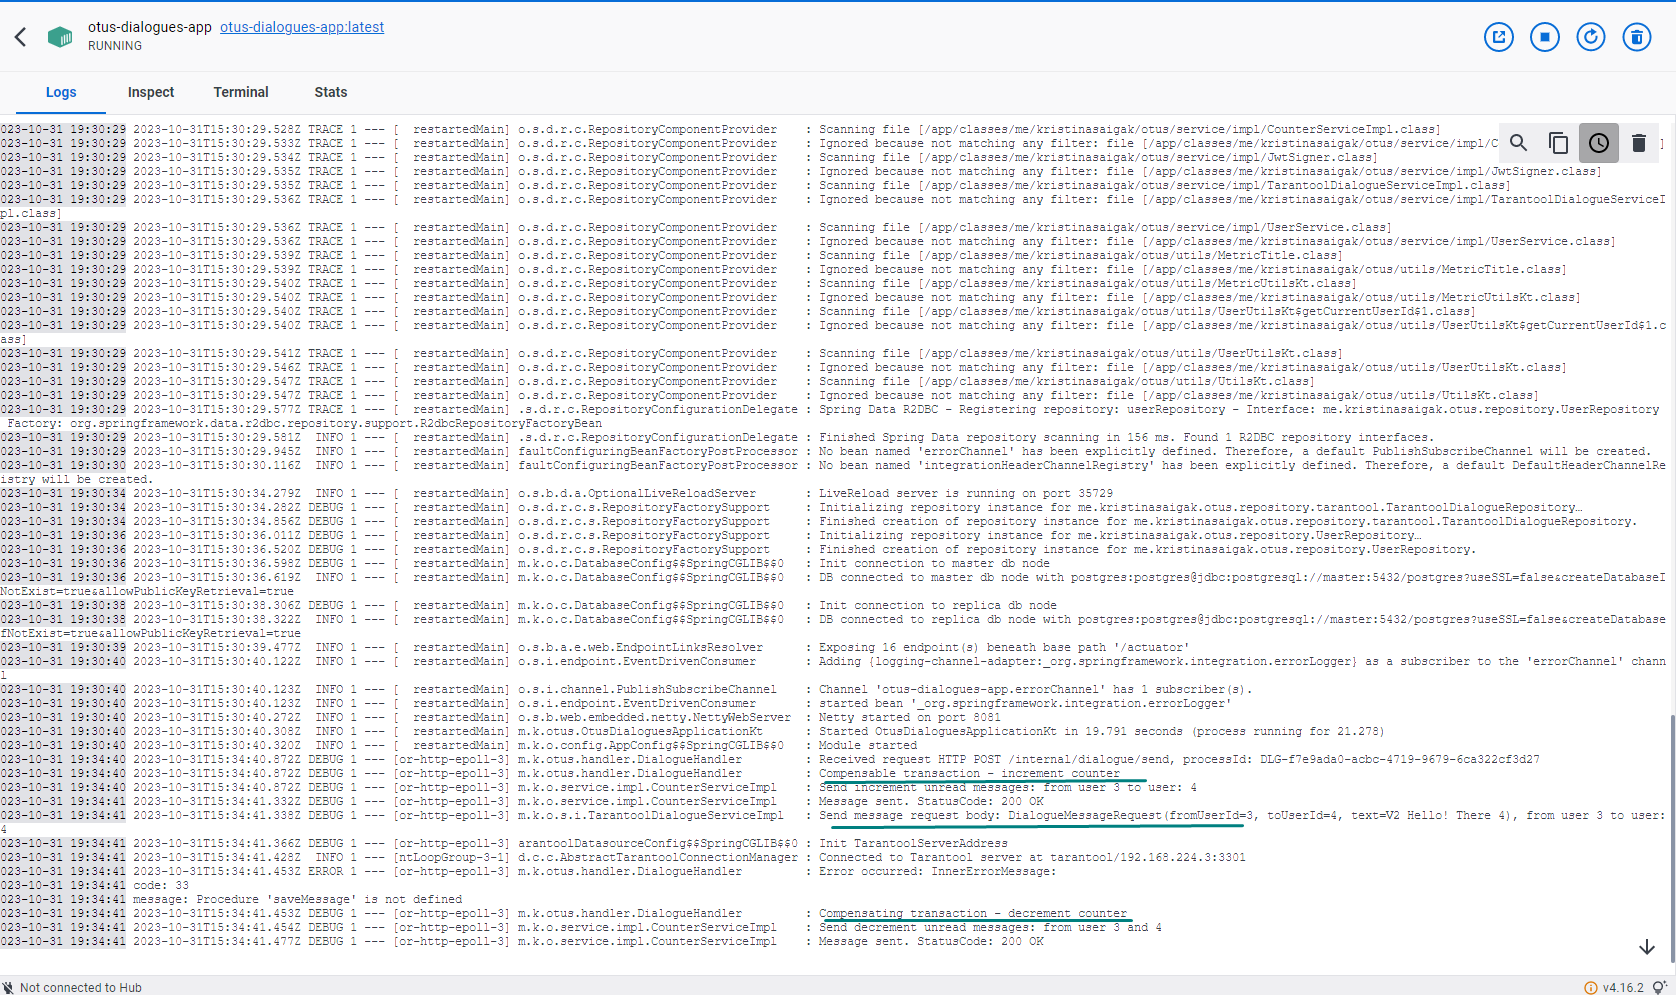 otus-dialogues-app otus-dialogues-app:latest
RUNNING
Logs Inspect Terminal Stats
023-10-31 19:30:29 2023-10-31T15:30:29.528Z TRACE 1 --- [  restartedMain] o.s.d.r.c.RepositoryComponentProvider    : Scanning file [/app/classes/me/kristinasaigak/otus/service/impl/CounterServiceImpl.class]
023-10-31 19:30:29 2023-10-31T15:30:29.533Z TRACE 1 --- [  restartedMain] o.s.d.r.c.RepositoryComponentProvider    : Ignored because not matching any filter: file [/app/classes/me/kristinasaigak/otus/service/impl/C ]
023-10-31 19:30:29 2023-10-31T15:30:29.534Z TRACE 1 --- [  restartedMain] o.s.d.r.c.RepositoryComponentProvider    : Scanning file [/app/classes/me/kristinasaigak/otus/service/impl/JwtSigner.class]
023-10-31 19:30:29 2023-10-31T15:30:29.535Z TRACE 1 --- [  restartedMain] o.s.d.r.c.RepositoryComponentProvider    : Ignored because not matching any filter: file [/app/classes/me/kristinasaigak/otus/service/impl/JwtSigner.class]
023-10-31 19:30:29 2023-10-31T15:30:29.535Z TRACE 1 --- [  restartedMain] o.s.d.r.c.RepositoryComponentProvider    : Scanning file [/app/classes/me/kristinasaigak/otus/service/impl/TarantoolDialogueServiceImpl.class]
023-10-31 19:30:29 2023-10-31T15:30:29.536Z TRACE 1 --- [  restartedMain] o.s.d.r.c.RepositoryComponentProvider    : Ignored because not matching any filter: file [/app/classes/me/kristinasaigak/otus/service/impl/TarantoolDialogueServiceI
pl.class]
023-10-31 19:30:29 2023-10-31T15:30:29.536Z TRACE 1 --- [  restartedMain] o.s.d.r.c.RepositoryComponentProvider    : Scanning file [/app/classes/me/kristinasaigak/otus/service/impl/UserService.class]
023-10-31 19:30:29 2023-10-31T15:30:29.536Z TRACE 1 --- [  restartedMain] o.s.d.r.c.RepositoryComponentProvider    : Ignored because not matching any filter: file [/app/classes/me/kristinasaigak/otus/service/impl/UserService.class]
023-10-31 19:30:29 2023-10-31T15:30:29.539Z TRACE 1 --- [  restartedMain] o.s.d.r.c.RepositoryComponentProvider    : Scanning file [/app/classes/me/kristinasaigak/otus/utils/MetricTitle.class]
023-10-31 19:30:29 2023-10-31T15:30:29.539Z TRACE 1 --- [  restartedMain] o.s.d.r.c.RepositoryComponentProvider    : Ignored because not matching any filter: file [/app/classes/me/kristinasaigak/otus/utils/MetricTitle.class]
023-10-31 19:30:29 2023-10-31T15:30:29.540Z TRACE 1 --- [  restartedMain] o.s.d.r.c.RepositoryComponentProvider    : Scanning file [/app/classes/me/kristinasaigak/otus/utils/MetricUtilsKt.class]
023-10-31 19:30:29 2023-10-31T15:30:29.540Z TRACE 1 --- [  restartedMain] o.s.d.r.c.RepositoryComponentProvider    : Ignored because not matching any filter: file [/app/classes/me/kristinasaigak/otus/utils/MetricUtilsKt.class]
023-10-31 19:30:29 2023-10-31T15:30:29.540Z TRACE 1 --- [  restartedMain] o.s.d.r.c.RepositoryComponentProvider    : Scanning file [/app/classes/me/kristinasaigak/otus/utils/UserUtilsKt$getCurrentUserId$1.class]
023-10-31 19:30:29 2023-10-31T15:30:29.540Z TRACE 1 --- [  restartedMain] o.s.d.r.c.RepositoryComponentProvider    : Ignored because not matching any filter: file [/app/classes/me/kristinasaigak/otus/utils/UserUtilsKt$getCurrentUserId$1.c
ass]
023-10-31 19:30:29 2023-10-31T15:30:29.541Z TRACE 1 --- [  restartedMain] o.s.d.r.c.RepositoryComponentProvider    : Scanning file [/app/classes/me/kristinasaigak/otus/utils/UserUtilsKt.class]
023-10-31 19:30:29 2023-10-31T15:30:29.546Z TRACE 1 --- [  restartedMain] o.s.d.r.c.RepositoryComponentProvider    : Ignored because not matching any filter: file [/app/classes/me/kristinasaigak/otus/utils/UserUtilsKt.class]
023-10-31 19:30:29 2023-10-31T15:30:29.547Z TRACE 1 --- [  restartedMain] o.s.d.r.c.RepositoryComponentProvider    : Scanning file [/app/classes/me/kristinasaigak/otus/utils/UtilsKt.class]
023-10-31 19:30:29 2023-10-31T15:30:29.547Z TRACE 1 --- [  restartedMain] o.s.d.r.c.RepositoryComponentProvider    : Ignored because not matching any filter: file [/app/classes/me/kristinasaigak/otus/utils/UtilsKt.class]
023-10-31 19:30:29 2023-10-31T15:30:29.577Z TRACE 1 --- [  restartedMain] .s.d.r.c.RepositoryConfigurationDelegate : Spring Data R2DBC - Registering repository: userRepository - Interface: me.kristinasaigak.otus.repository.UserRepository
Factory: org.springframework.data.r2dbc.repository.support.R2dbcRepositoryFactoryBean
023-10-31 19:30:29 2023-10-31T15:30:29.581Z  INFO 1 --- [  restartedMain] .s.d.r.c.RepositoryConfigurationDelegate : Finished Spring Data repository scanning in 156 ms. Found 1 R2DBC repository interfaces.
023-10-31 19:30:29 2023-10-31T15:30:29.945Z  INFO 1 --- [  restartedMain] faultConfiguringBeanFactoryPostProcessor : No bean named 'errorChannel' has been explicitly defined. Therefore, a default PublishSubscribeChannel will be created.
023-10-31 19:30:30 2023-10-31T15:30:30.116Z  INFO 1 --- [  restartedMain] faultConfiguringBeanFactoryPostProcessor : No bean named 'integrationHeaderChannelRegistry' has been explicitly defined. Therefore, a default DefaultHeaderChannelRe
istry will be created.
023-10-31 19:30:34 2023-10-31T15:30:34.279Z  INFO 1 --- [  restartedMain] o.s.b.d.a.OptionalLiveReloadServer       : LiveReload server is running on port 35729
023-10-31 19:30:34 2023-10-31T15:30:34.282Z DEBUG 1 --- [  restartedMain] o.s.d.r.c.s.RepositoryFactorySupport     : Initializing repository instance for me.kristinasaigak.otus.repository.tarantool.TarantoolDialogueRepository…
023-10-31 19:30:34 2023-10-31T15:30:34.856Z DEBUG 1 --- [  restartedMain] o.s.d.r.c.s.RepositoryFactorySupport     : Finished creation of repository instance for me.kristinasaigak.otus.repository.tarantool.TarantoolDialogueRepository.
023-10-31 19:30:36 2023-10-31T15:30:36.011Z DEBUG 1 --- [  restartedMain] o.s.d.r.c.s.RepositoryFactorySupport     : Initializing repository instance for me.kristinasaigak.otus.repository.UserRepository…
023-10-31 19:30:36 2023-10-31T15:30:36.520Z DEBUG 1 --- [  restartedMain] o.s.d.r.c.s.RepositoryFactorySupport     : Finished creation of repository instance for me.kristinasaigak.otus.repository.UserRepository.
023-10-31 19:30:36 2023-10-31T15:30:36.598Z DEBUG 1 --- [  restartedMain] m.k.o.c.DatabaseConfig$$SpringCGLIB$$0   : Init connection to master db node
023-10-31 19:30:36 2023-10-31T15:30:36.619Z  INFO 1 --- [  restartedMain] m.k.o.c.DatabaseConfig$$SpringCGLIB$$0   : DB connected to master db node with postgres:postgres@jdbc:postgresql://master:5432/postgres?useSSL=false&createDatabaseI
NotExist=true&allowPublicKeyRetrieval=true
023-10-31 19:30:38 2023-10-31T15:30:38.306Z DEBUG 1 --- [  restartedMain] m.k.o.c.DatabaseConfig$$SpringCGLIB$$0   : Init connection to replica db node
023-10-31 19:30:38 2023-10-31T15:30:38.322Z  INFO 1 --- [  restartedMain] m.k.o.c.DatabaseConfig$$SpringCGLIB$$0   : DB connected to replica db node with postgres:postgres@jdbc:postgresql://master:5432/postgres?useSSL=false&createDatabase
fNotExist=true&allowPublicKeyRetrieval=true
023-10-31 19:30:39 2023-10-31T15:30:39.477Z  INFO 1 --- [  restartedMain] o.s.b.a.e.web.EndpointLinksResolver      : Exposing 16 endpoint(s) beneath base path '/actuator'
023-10-31 19:30:40 2023-10-31T15:30:40.122Z  INFO 1 --- [  restartedMain] o.s.i.endpoint.EventDrivenConsumer       : Adding {logging-channel-adapter:_org.springframework.integration.errorLogger} as a subscriber to the 'errorChannel' chann
l
023-10-31 19:30:40 2023-10-31T15:30:40.123Z  INFO 1 --- [  restartedMain] o.s.i.channel.PublishSubscribeChannel    : Channel 'otus-dialogues-app.errorChannel' has 1 subscriber(s).
023-10-31 19:30:40 2023-10-31T15:30:40.123Z  INFO 1 --- [  restartedMain] o.s.i.endpoint.EventDrivenConsumer       : started bean '_org.springframework.integration.errorLogger'
023-10-31 19:30:40 2023-10-31T15:30:40.272Z  INFO 1 --- [  restartedMain] o.s.b.web.embedded.netty.NettyWebServer  : Netty started on port 8081
023-10-31 19:30:40 2023-10-31T15:30:40.308Z  INFO 1 --- [  restartedMain] m.k.otus.OtusDialoguesApplicationKt      : Started OtusDialoguesApplicationKt in 19.791 seconds (process running for 21.278)
023-10-31 19:30:40 2023-10-31T15:30:40.320Z  INFO 1 --- [  restartedMain] m.k.o.config.AppConfig$$SpringCGLIB$$0   : Module started
023-10-31 19:34:40 2023-10-31T15:34:40.872Z DEBUG 1 --- [or-http-epoll-3] m.k.otus.handler.DialogueHandler         : Received request HTTP POST /internal/dialogue/send, processId: DLG-f7e9ada0-acbc-4719-9679-6ca322cf3d27
023-10-31 19:34:40 2023-10-31T15:34:40.872Z DEBUG 1 --- [or-http-epoll-3] m.k.otus.handler.DialogueHandler         : Compensable transaction - increment counter
023-10-31 19:34:40 2023-10-31T15:34:40.872Z DEBUG 1 --- [or-http-epoll-3] m.k.o.service.impl.CounterServiceImpl    : Send increment unread messages: from user 3 to user: 4
023-10-31 19:34:41 2023-10-31T15:34:41.332Z DEBUG 1 --- [or-http-epoll-3] m.k.o.service.impl.CounterServiceImpl    : Message sent. StatusCode: 200 OK
023-10-31 19:34:41 2023-10-31T15:34:41.338Z DEBUG 1 --- [or-http-epoll-3] m.k.o.s.i.TarantoolDialogueServiceImpl   : Send message request body: DialogueMessageRequest(fromUserId=3, toUserId=4, text=V2 Hello! There 4), from user 3 to user:
4
023-10-31 19:34:41 2023-10-31T15:34:41.366Z DEBUG 1 --- [or-http-epoll-3] arantoolDatasourceConfig$$SpringCGLIB$$0 : Init TarantoolServerAddress
023-10-31 19:34:41 2023-10-31T15:34:41.428Z  INFO 1 --- [ntLoopGroup-3-1] d.c.c.AbstractTarantoolConnectionManager : Connected to Tarantool server at tarantool/192.168.224.3:3301
023-10-31 19:34:41 2023-10-31T15:34:41.453Z ERROR 1 --- [or-http-epoll-3] m.k.otus.handler.DialogueHandler         : Error occurred: InnerErrorMessage:
023-10-31 19:34:41 code: 33
023-10-31 19:34:41 message: Procedure 'saveMessage' is not defined
023-10-31 19:34:41 2023-10-31T15:34:41.453Z DEBUG 1 --- [or-http-epoll-3] m.k.otus.handler.DialogueHandler         : Compensating transaction - decrement counter
023-10-31 19:34:41 2023-10-31T15:34:41.454Z DEBUG 1 --- [or-http-epoll-3] m.k.o.service.impl.CounterServiceImpl    : Send decrement unread messages: from user 3 and 4
023-10-31 19:34:41 2023-10-31T15:34:41.477Z DEBUG 1 --- [or-http-epoll-3] m.k.o.service.impl.CounterServiceImpl    : Message sent. StatusCode: 200 OK
Not connected to Hub v4.16.2